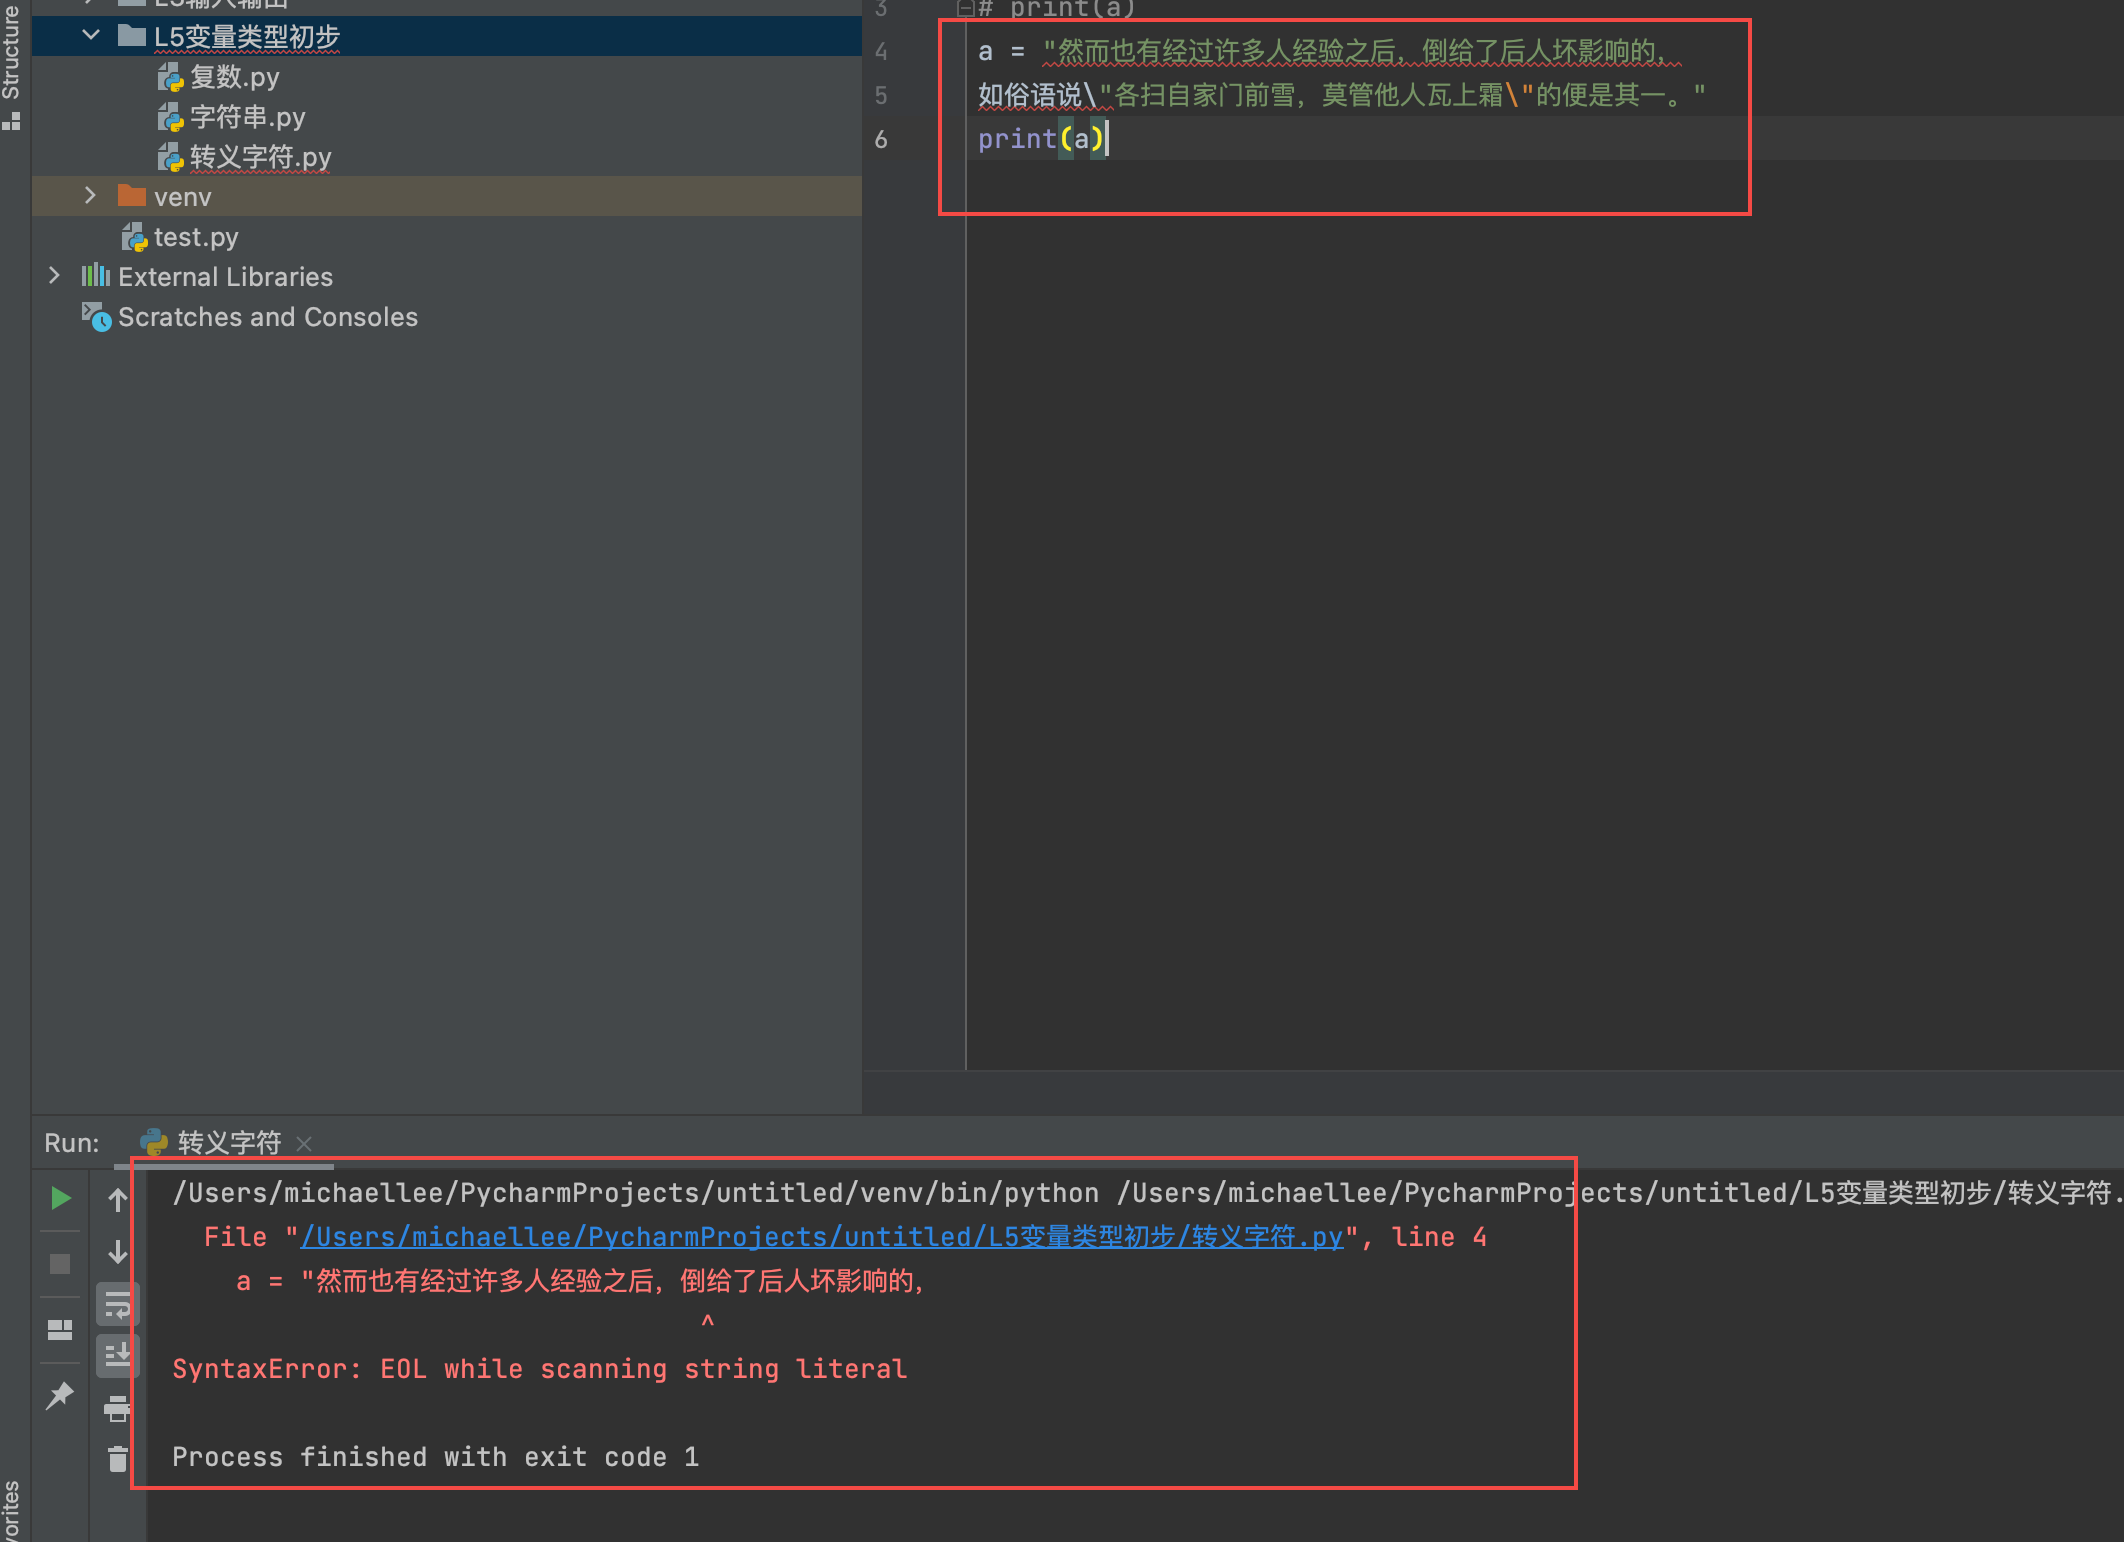 Structure
L3输入输出
L5变量类型初步
复数.py
字符串.py
转义字符.py
venv
test.py
External Libraries
Scratches and Consoles
3 # print(a)
4 a = "然而也有经过许多人经验之后，倒给了后人坏影响的，
5 如俗语说\"各扫自家门前雪，莫管他人瓦上霜\"的便是其一。"
6 print(a)
Run: 转义字符
/Users/michaellee/PycharmProjects/untitled/venv/bin/python /Users/michaellee/PycharmProjects/untitled/L5变量类型初步/转义字符.
File "/Users/michaellee/PycharmProjects/untitled/L5变量类型初步/转义字符.py", line 4
a = "然而也有经过许多人经验之后，倒给了后人坏影响的，
^
SyntaxError: EOL while scanning string literal
Process finished with exit code 1
vorites